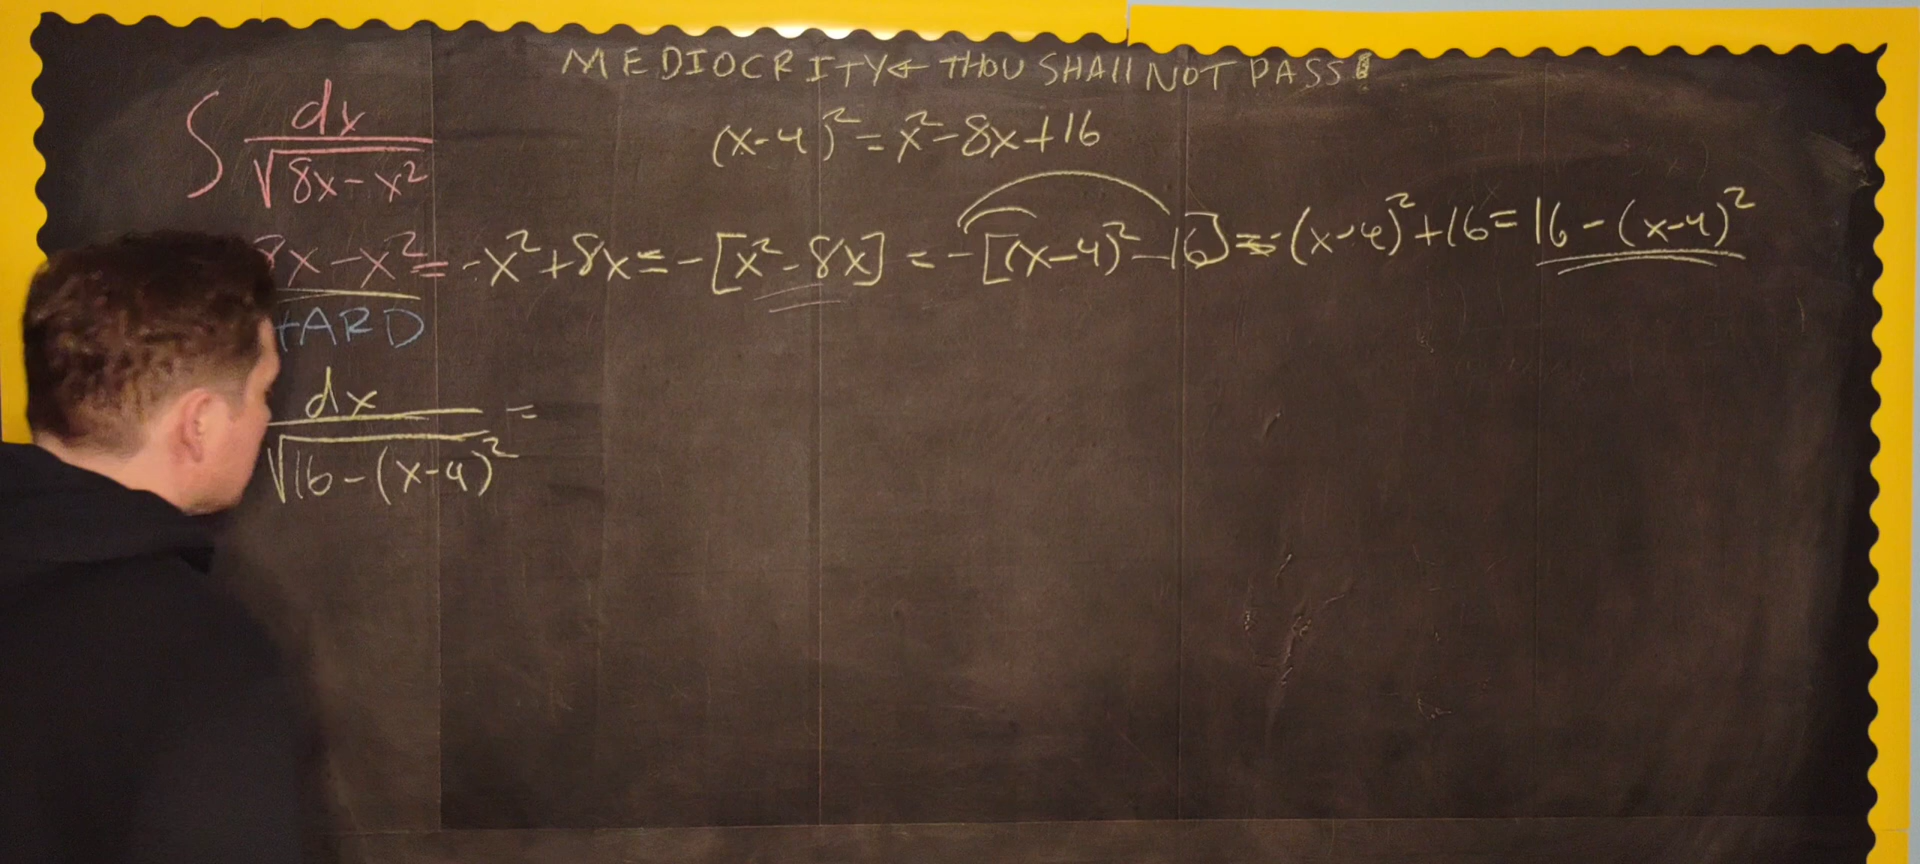 MEDIOCRITY← THOU SHAll NOT PASS!
∫ dx / √(8x-x²)
(x-4)² = x²-8x+16
8x-x² = -x²+8x = -[x²-8x] = -[(x-4)²-16] = -(x-4)²+16 = 16-(x-4)²
HARD
dx / √(16-(x-4)²) =